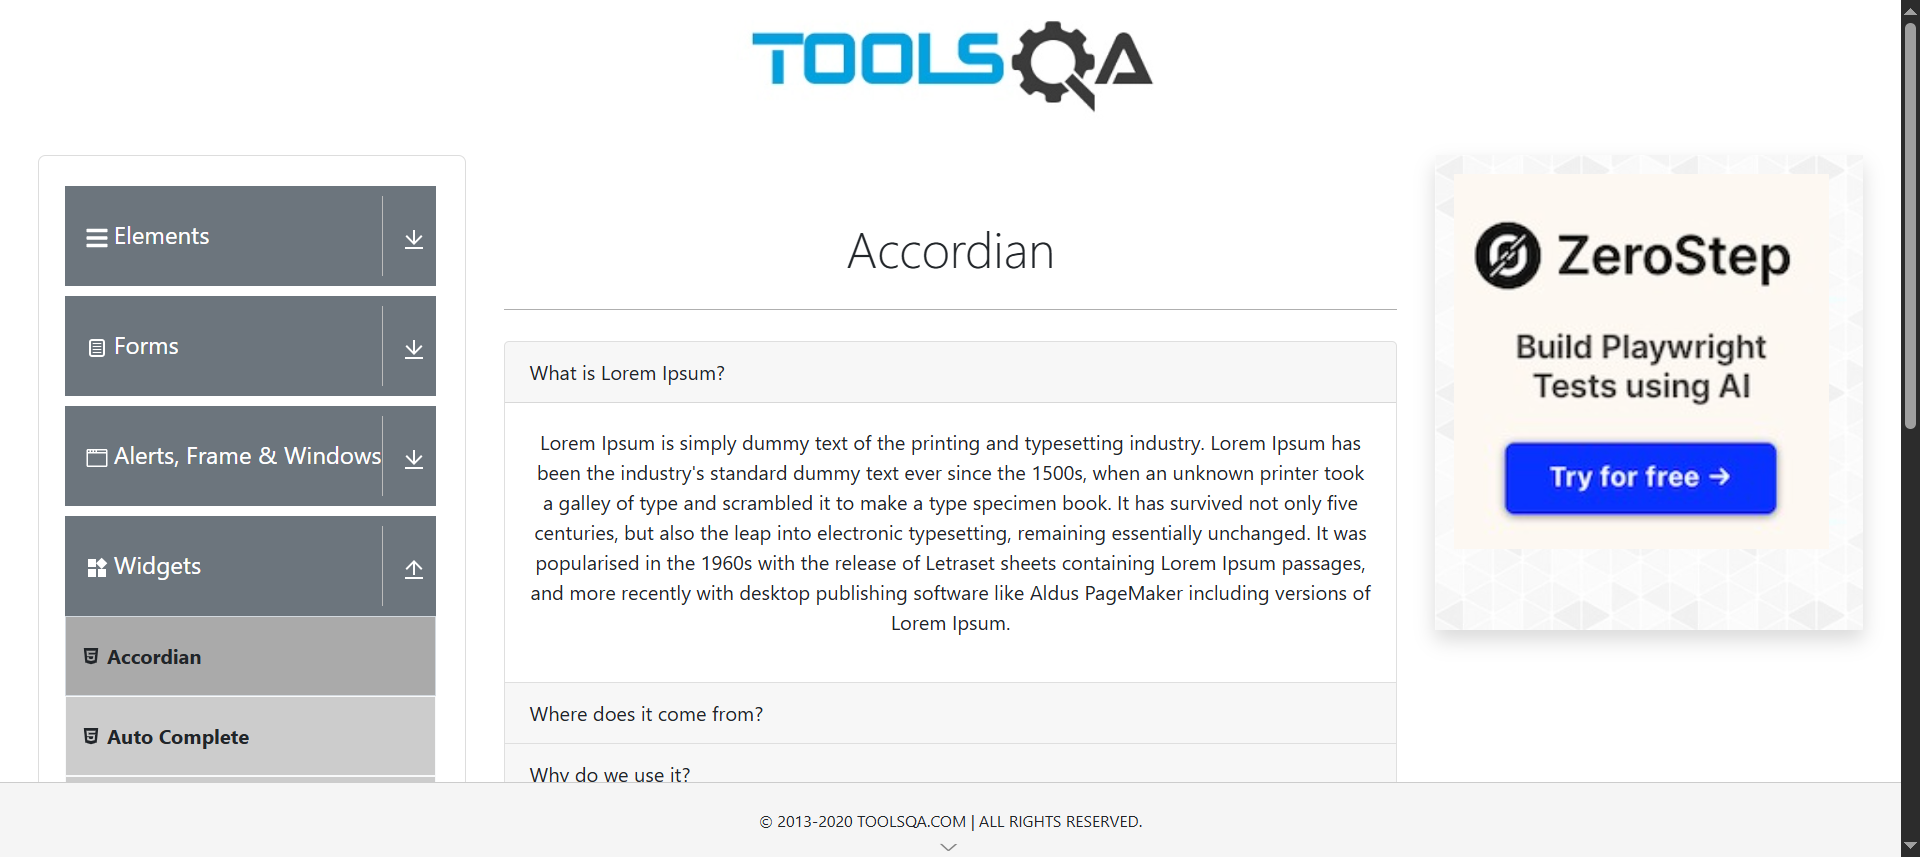 TOOLSQA
Elements
Forms
Alerts, Frame & Windows
Widgets
Accordian
Auto Complete
Accordian
What is Lorem Ipsum?
Lorem Ipsum is simply dummy text of the printing and typesetting industry. Lorem Ipsum has
been the industry's standard dummy text ever since the 1500s, when an unknown printer took
a galley of type and scrambled it to make a type specimen book. It has survived not only five
centuries, but also the leap into electronic typesetting, remaining essentially unchanged. It was
popularised in the 1960s with the release of Letraset sheets containing Lorem Ipsum passages,
and more recently with desktop publishing software like Aldus PageMaker including versions of
Lorem Ipsum.
Where does it come from?
Why do we use it?
ZeroStep
Build Playwright
Tests using AI
Try for free →
© 2013-2020 TOOLSQA.COM | ALL RIGHTS RESERVED.